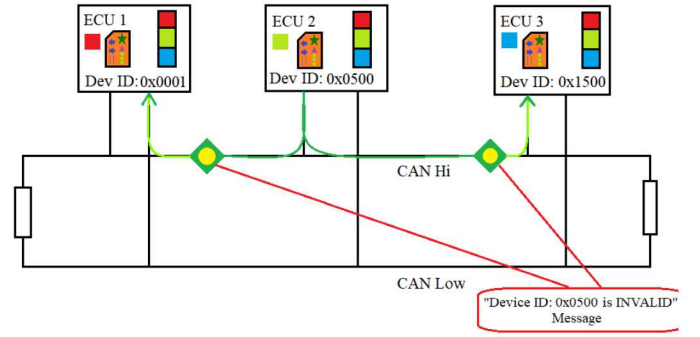 ECU 1
Dev ID: 0x0001
ECU 2
Dev ID: 0x0500
ECU 3
Dev ID: 0x1500
CAN Hi
CAN Low
"Device ID: 0x0500 is INVALID"
Message